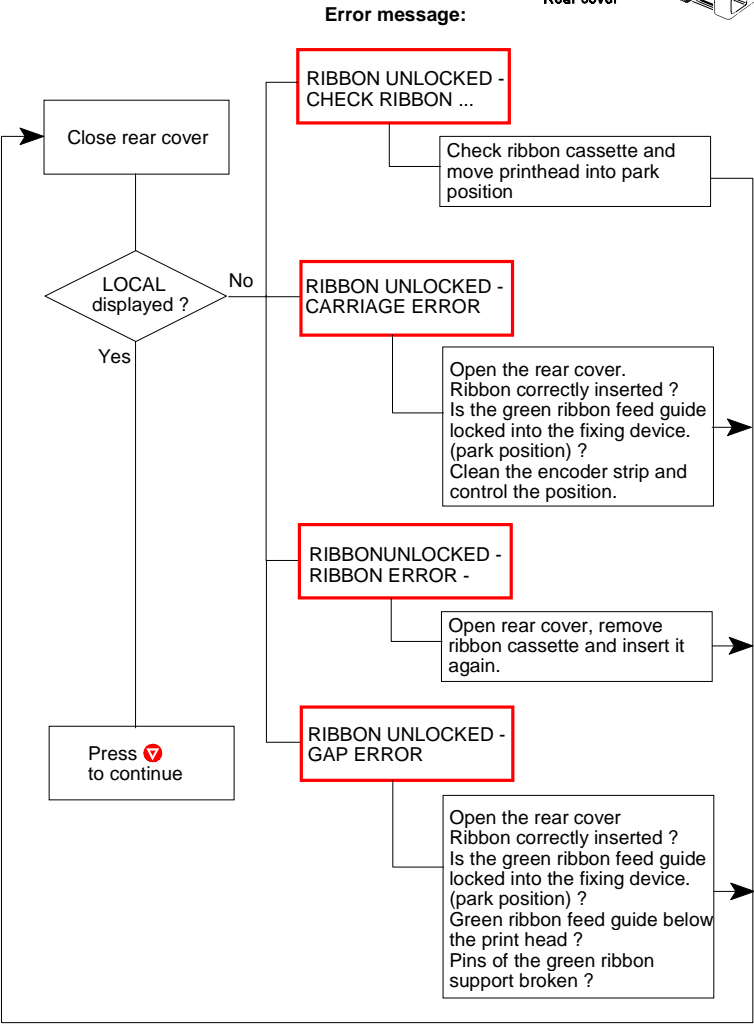 Rear cover
Error message:
RIBBON UNLOCKED -
CHECK RIBBON ...
Close rear cover
Check ribbon cassette and
move printhead into park
position
LOCAL
displayed ?
No
Yes
RIBBON UNLOCKED -
CARRIAGE ERROR
Open the rear cover.
Ribbon correctly inserted ?
Is the green ribbon feed guide
locked into the fixing device.
(park position) ?
Clean the encoder strip and
control the position.
RIBBONUNLOCKED -
RIBBON ERROR -
Open rear cover, remove
ribbon cassette and insert it
again.
RIBBON UNLOCKED -
GAP ERROR
Press
to continue
Open the rear cover
Ribbon correctly inserted ?
Is the green ribbon feed guide
locked into the fixing device.
(park position) ?
Green ribbon feed guide below
the print head ?
Pins of the green ribbon
support broken ?